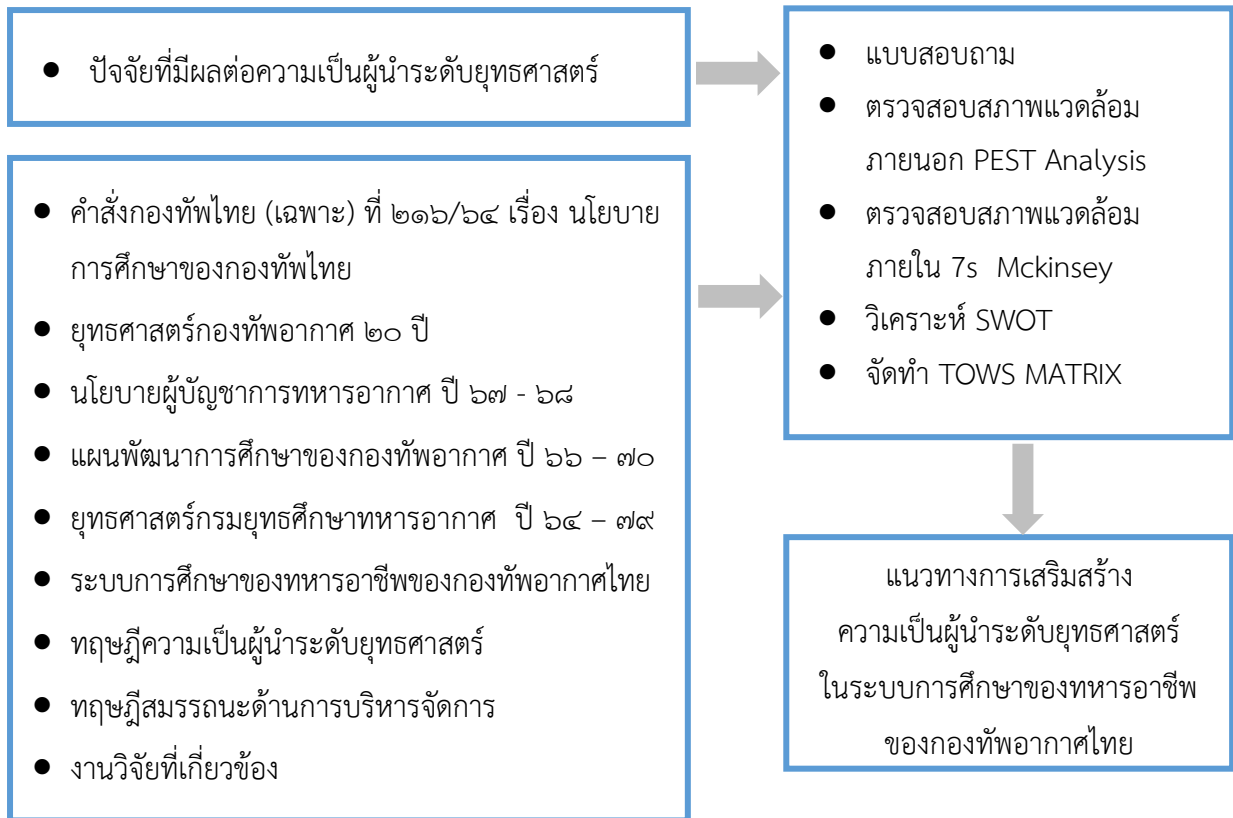 ● ปัจจัยที่มีผลต่อความเป็นผู้นำระดับยุทธศาสตร์
● คำสั่งกองทัพไทย (เฉพาะ) ที่ ๒๑๖/๖๔ เรื่อง นโยบาย
การศึกษาของกองทัพไทย
● ยุทธศาสตร์กองทัพอากาศ ๒๐ ปี
● นโยบายผู้บัญชาการทหารอากาศ ปี ๖๗ - ๖๘
● แผนพัฒนาการศึกษาของกองทัพอากาศ ปี ๖๖ – ๗๐
● ยุทธศาสตร์กรมยุทธศึกษาทหารอากาศ ปี ๖๔ – ๗๙
● ระบบการศึกษาของทหารอาชีพของกองทัพอากาศไทย
● ทฤษฎีความเป็นผู้นำระดับยุทธศาสตร์
● ทฤษฎีสมรรถนะด้านการบริหารจัดการ
● งานวิจัยที่เกี่ยวข้อง
● แบบสอบถาม
● ตรวจสอบสภาพแวดล้อม
ภายนอก PEST Analysis
● ตรวจสอบสภาพแวดล้อม
ภายใน 7s Mckinsey
● วิเคราะห์ SWOT
● จัดทำ TOWS MATRIX
แนวทางการเสริมสร้าง
ความเป็นผู้นำระดับยุทธศาสตร์
ในระบบการศึกษาของทหารอาชีพ
ของกองทัพอากาศไทย